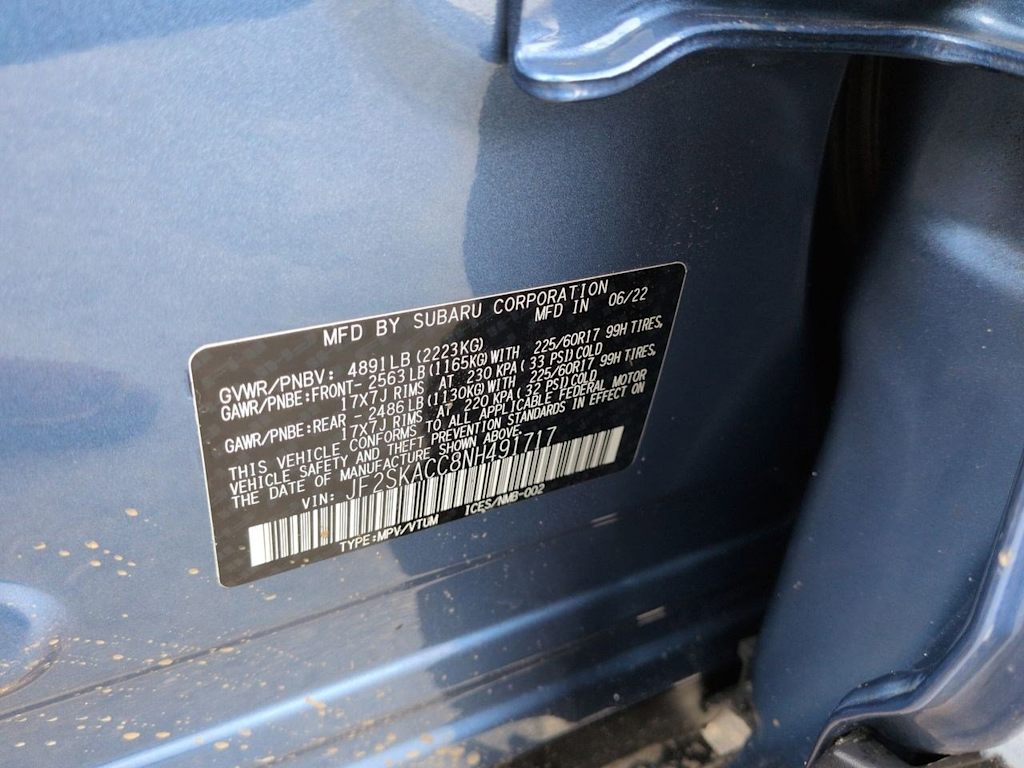 MFD BY SUBARU CORPORATION
MFD IN 06/22
GVWR/PNBV: 4891LB(2223KG)
GAWR/PNBE:FRONT-2563LB(1165KG)WITH 225/60R17 99H TIRES,
17X7J RIMS AT 230 KPA(33 PSI)COLD
GAWR/PNBE:REAR -2486LB(1130KG)WITH 225/60R17 99H TIRES,
17X7J RIMS AT 220 KPA(32 PSI)COLD
THIS VEHICLE CONFORMS TO ALL APPLICABLE FEDERAL MOTOR
VEHICLE SAFETY AND THEFT PREVENTION STANDARDS IN EFFECT ON
THE DATE OF MANUFACTURE SHOWN ABOVE.
VIN: JF2SKACC8NH491717
TYPE:MPV/VTUM ICES/NMB-002